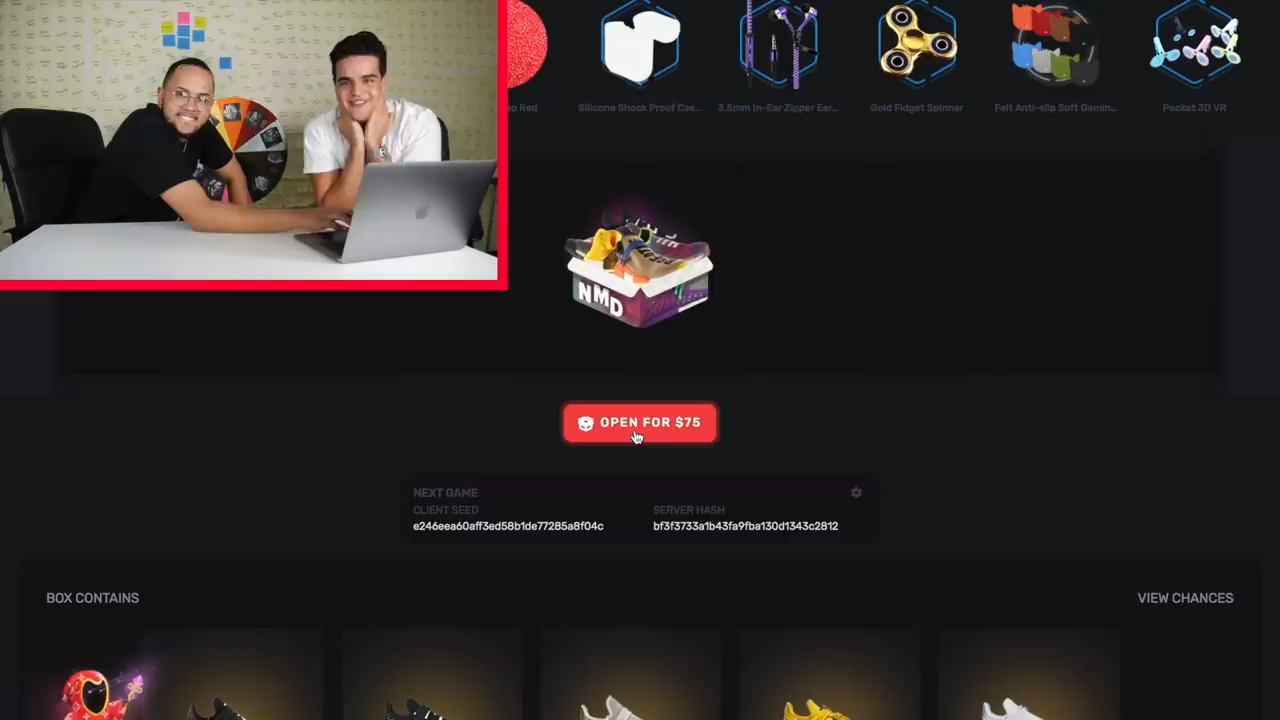 Silicone Shock Proof Cas...
3.5mm In-Ear Zipper Ear...
Gold Fidget Spinner
Felt Anti-slip Soft Gamin...
Pocket 3D VR
Red
NMD
OPEN FOR $75
NEXT GAME
CLIENT SEED
SERVER HASH
e246eea60aff3ed58b1de77285a8f04c
bf3f3733a1b43fa9fba130d1343c2812
BOX CONTAINS
VIEW CHANCES